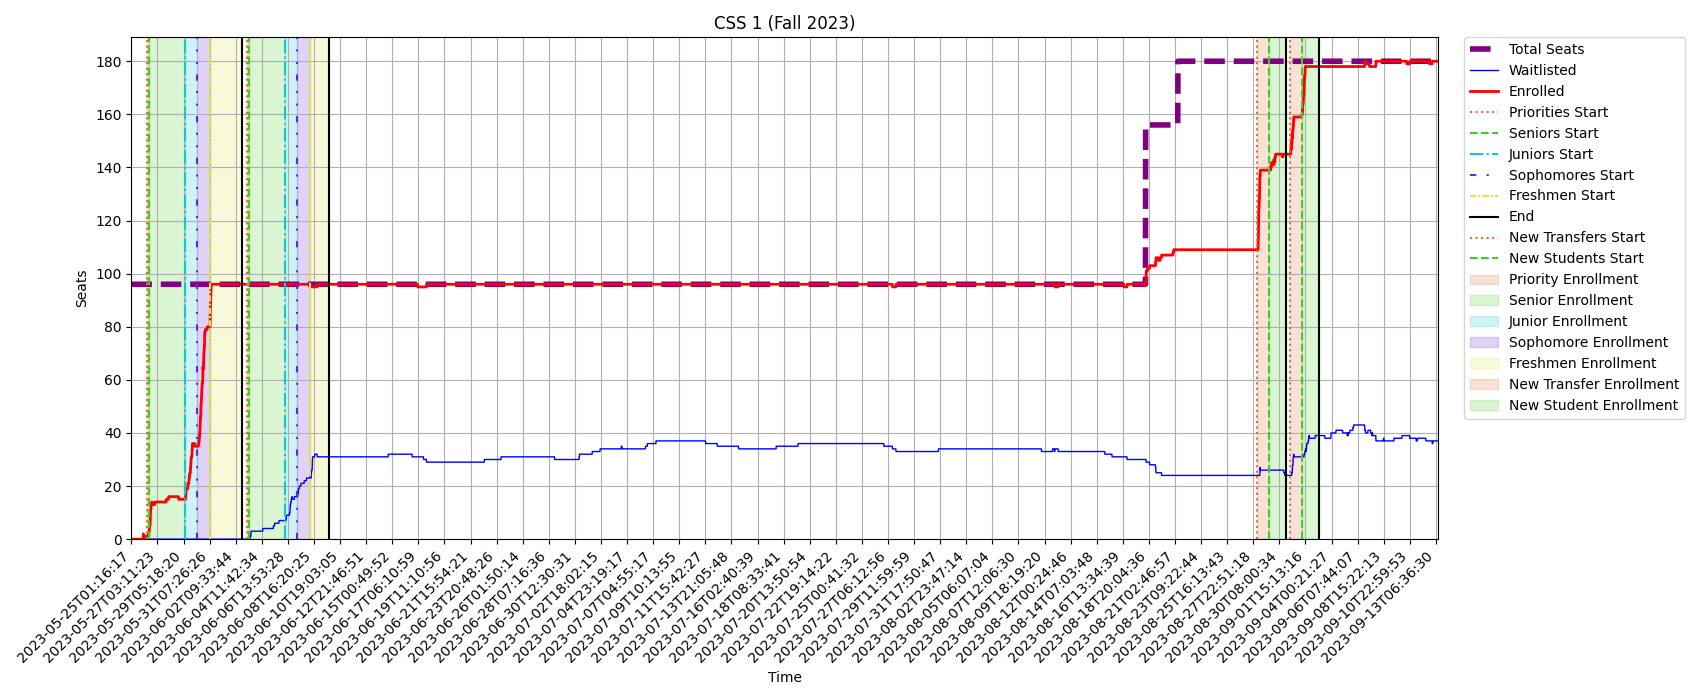 CSS 1 (Fall 2023)
Seats
180
160
140
120
100
80
60
40
20
0
2023-05-25T01:16:17
2023-05-27T03:11:23
2023-05-29T05:18:20
2023-05-31T07:26:26
2023-06-02T09:33:44
2023-06-04T11:42:34
2023-06-06T13:53:28
2023-06-08T16:20:25
2023-06-10T19:03:05
2023-06-12T21:46:51
2023-06-15T00:49:52
2023-06-17T06:10:59
2023-06-19T11:10:56
2023-06-21T15:54:21
2023-06-23T20:48:26
2023-06-26T01:50:14
2023-06-28T07:16:36
2023-06-30T12:30:31
2023-07-02T18:02:15
2023-07-04T23:19:17
2023-07-07T04:55:17
2023-07-09T10:13:55
2023-07-11T15:42:27
2023-07-13T21:05:48
2023-07-16T02:40:39
2023-07-18T08:33:41
2023-07-20T13:50:54
2023-07-22T19:14:22
2023-07-25T00:41:32
2023-07-27T06:12:56
2023-07-29T11:59:59
2023-07-31T17:50:47
2023-08-02T23:47:14
2023-08-05T06:07:04
2023-08-07T12:06:30
2023-08-09T18:19:20
2023-08-12T00:24:46
2023-08-14T07:03:48
2023-08-16T13:34:39
2023-08-18T20:04:36
2023-08-21T02:46:57
2023-08-23T09:22:44
2023-08-25T16:13:43
2023-08-27T22:51:18
2023-08-30T08:00:34
2023-09-01T15:13:16
2023-09-04T00:21:27
2023-09-06T07:44:07
2023-09-08T15:22:13
2023-09-10T22:59:53
2023-09-13T06:36:30
Time
Total Seats
Waitlisted
Enrolled
Priorities Start
Seniors Start
Juniors Start
Sophomores Start
Freshmen Start
End
New Transfers Start
New Students Start
Priority Enrollment
Senior Enrollment
Junior Enrollment
Sophomore Enrollment
Freshmen Enrollment
New Transfer Enrollment
New Student Enrollment